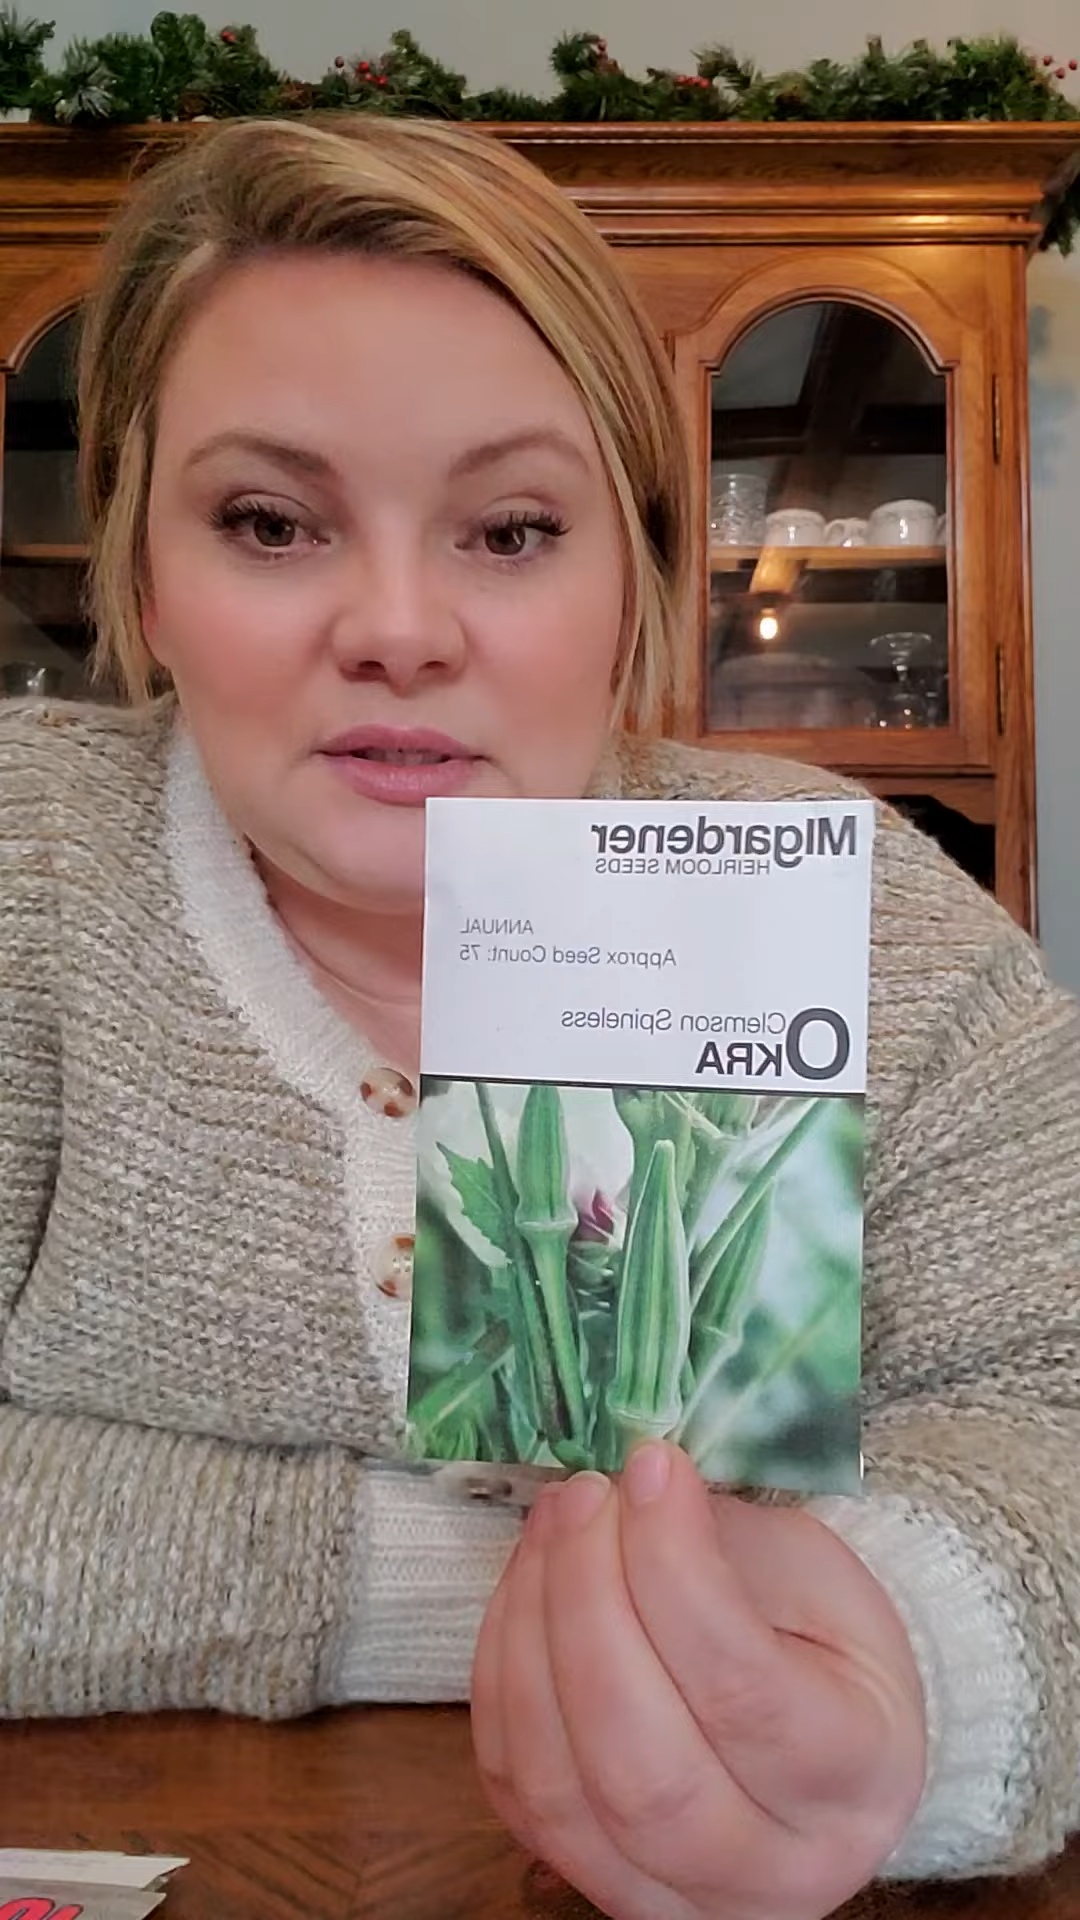 MIgardener
HEIRLOOM SEEDS
ANNUAL
Approx Seed Count: 75
Clemson Spineless
OKRA